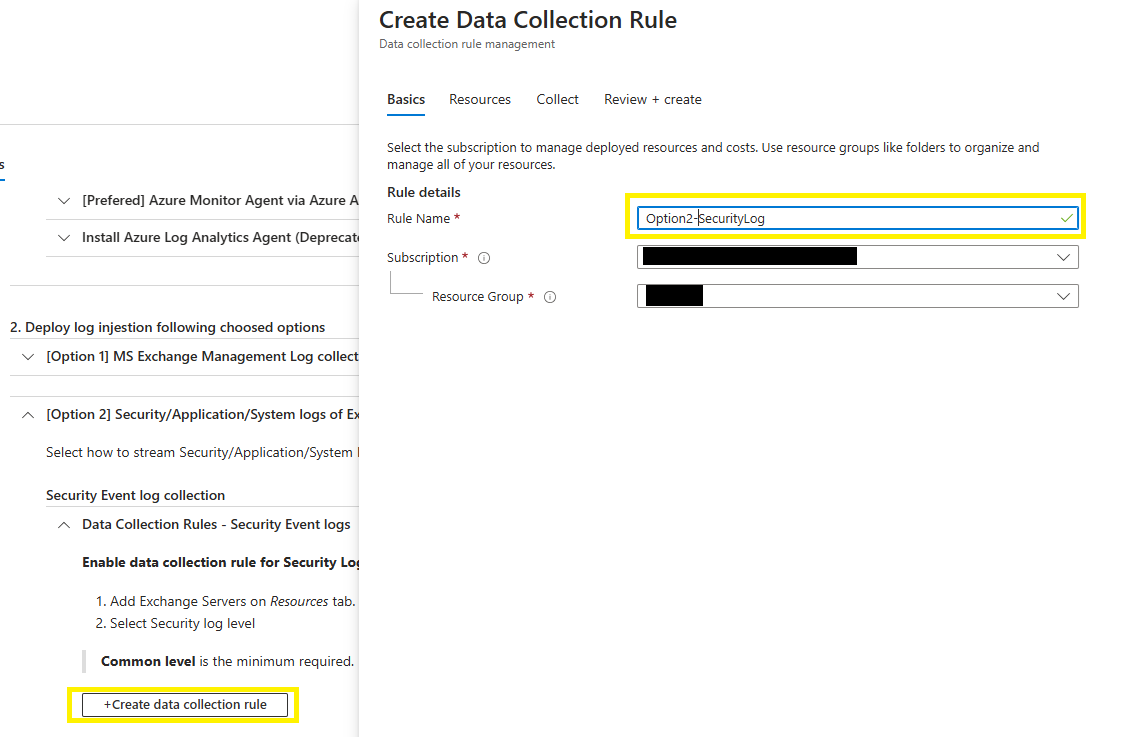 Create Data Collection Rule
Data collection rule management
Basics
Resources
Collect
Review + create
Select the subscription to manage deployed resources and costs. Use resource groups like folders to organize and
manage all of your resources.
Rule details
Rule Name *
Option2-SecurityLog
Subscription *
Resource Group *
s
[Prefered] Azure Monitor Agent via Azure A
Install Azure Log Analytics Agent (Deprecate
2. Deploy log injestion following choosed options
[Option 1] MS Exchange Management Log collect
[Option 2] Security/Application/System logs of Ex
Select how to stream Security/Application/System l
Security Event log collection
Data Collection Rules - Security Event logs
Enable data collection rule for Security Log
1. Add Exchange Servers on Resources tab.
2. Select Security log level
Common level is the minimum required.
+Create data collection rule